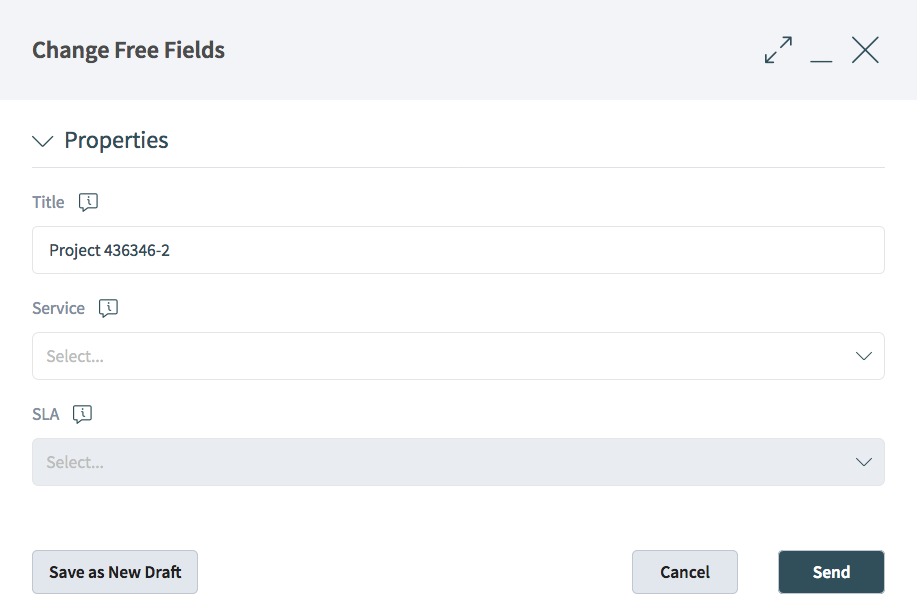 Change Free Fields
Properties
Title
Project 436346-2
Service
Select...
SLA
Select...
Save as New Draft
Cancel
Send